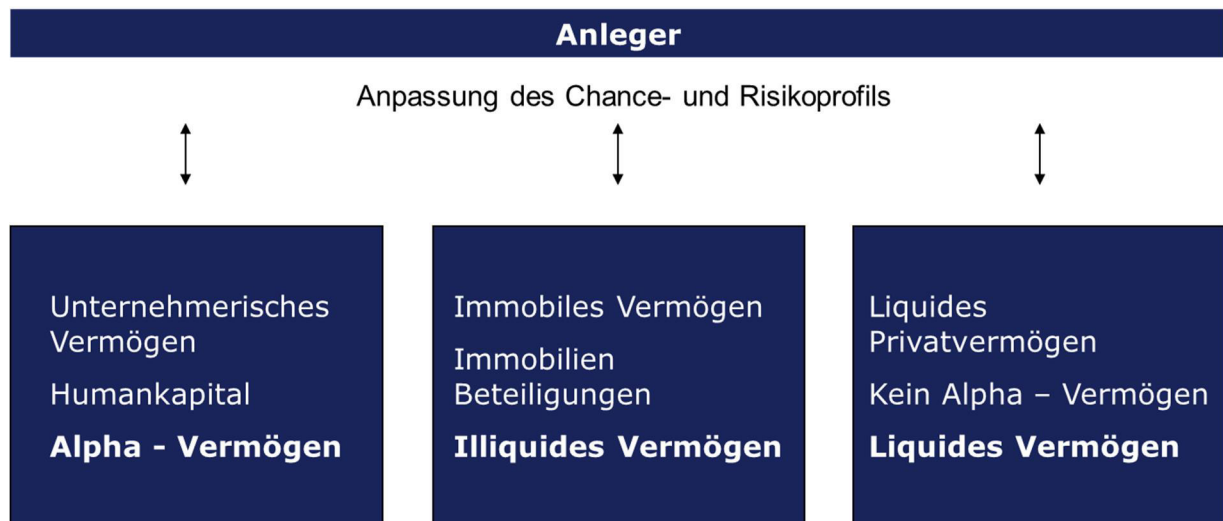 Anleger
Anpassung des Chance- und Risikoprofils
Unternehmerisches
Vermögen
Humankapital
Alpha - Vermögen
Immobiles Vermögen
Immobilien
Beteiligungen
Illiquides Vermögen
Liquides
Privatvermögen
Kein Alpha – Vermögen
Liquides Vermögen